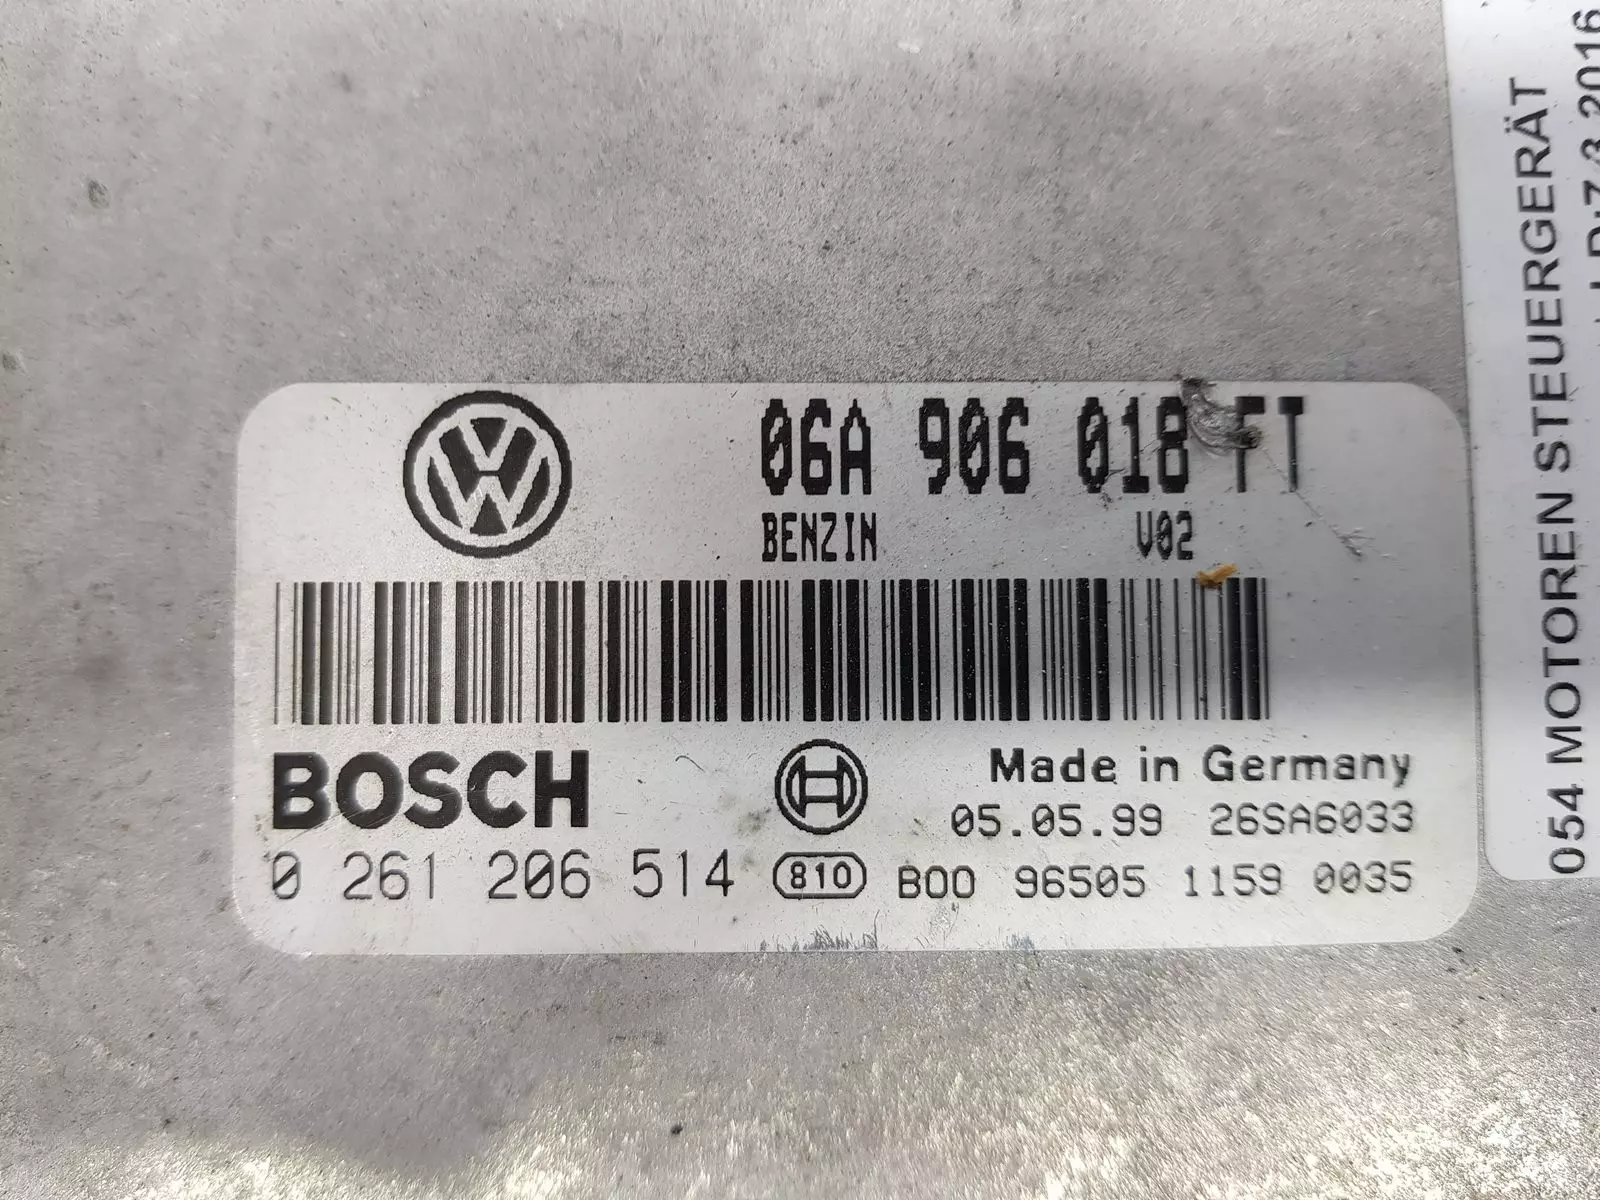 06A 906 018 FT
BENZIN V02
BOSCH
Made in Germany
05.05.99 26SA6033
0 261 206 514 810 B00 96505 1159 0035
054 MOTOREN STEUERGERÄT
2016